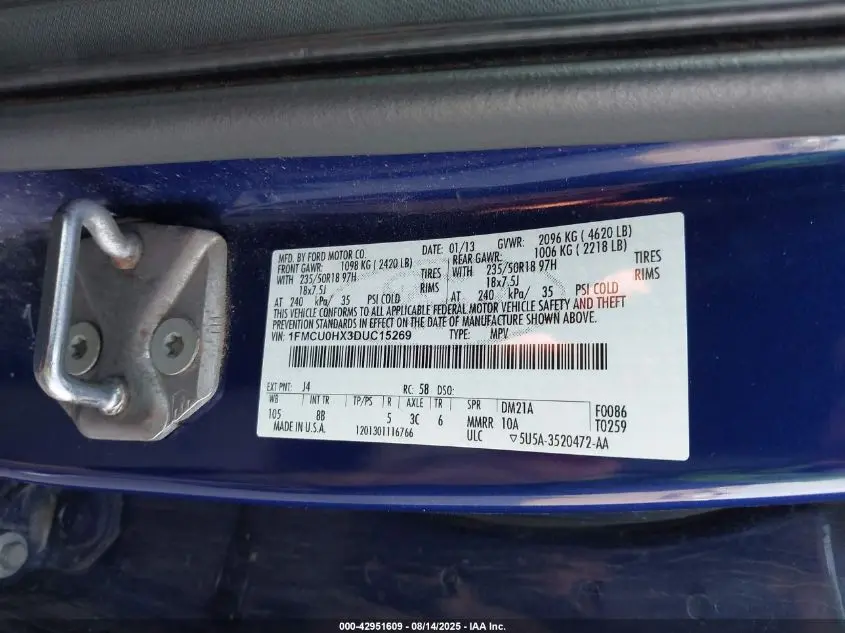 MFD. BY FORD MOTOR CO. DATE: 01/13 GVWR: 2096 KG ( 4620 LB)
FRONT GAWR: 1098 KG ( 2420 LB) REAR GAWR: 1006 KG ( 2218 LB)
WITH 235/50R18 97H TIRES WITH 235/50R18 97H TIRES
18x7.5J RIMS 18x7.5J RIMS
AT 240 kPa/ 35 PSI COLD AT 240 kPa/ 35 PSI COLD
THIS VEHICLE CONFORMS TO ALL APPLICABLE FEDERAL MOTOR VEHICLE SAFETY AND THEFT
PREVENTION STANDARDS IN EFFECT ON THE DATE OF MANUFACTURE SHOWN ABOVE.
VIN: 1FMCU0HX3DUC15269 TYPE: MPV
EXT PNT: J4 RC: 58 DSO:
WB INT TR TP/PS R AXLE TR SPR DM21A F0086
105 8B 5 3C 6 MMRR 10A T0259
MADE IN U.S.A. 1201301116766 ULC ▽5U5A-3520472-AA
000-42951609 - 08/14/2025 - IAA Inc.